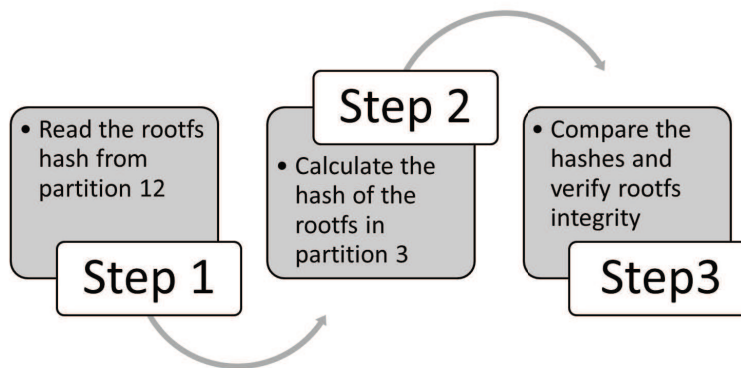 • Read the rootfs
hash from
partition 12
Step 1
Step 2
• Calculate the
hash of the
rootfs in
partition 3
• Compare the
hashes and
verify rootfs
integrity
Step3